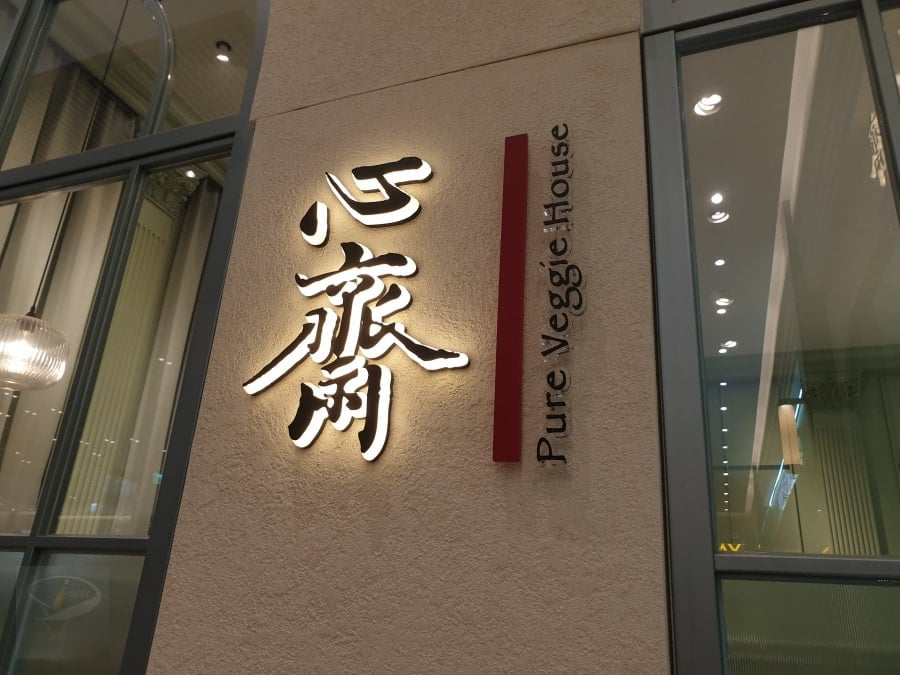 心齋
Pure Veggie House